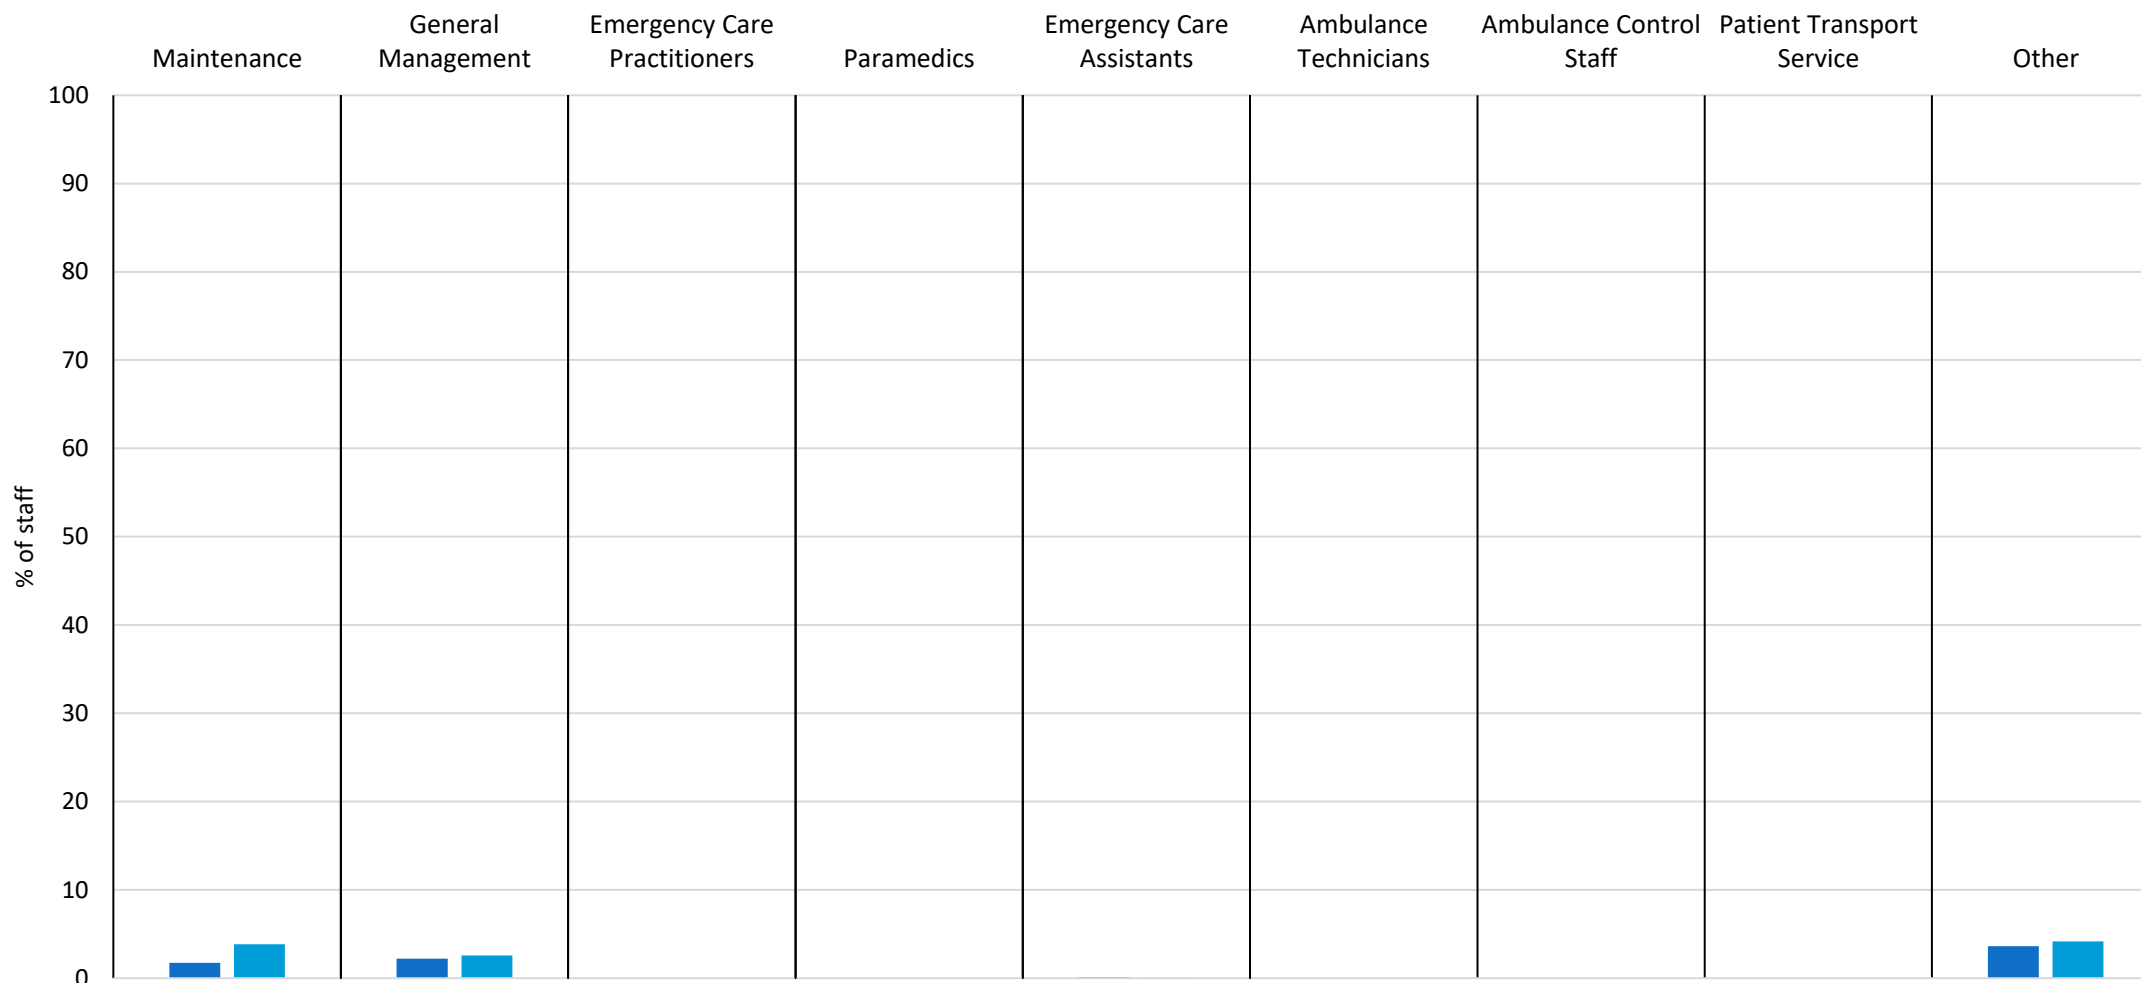 Maintenance
General
Management
Emergency Care
Practitioners
Paramedics
Emergency Care
Assistants
Ambulance
Technicians
Ambulance Control
Staff
Patient Transport
Service
Other
100
90
80
70
60
50
40
30
20
10
0
% of staff